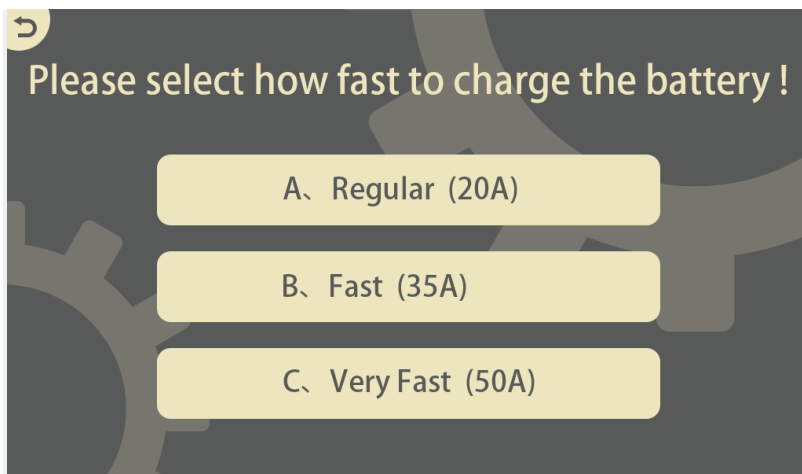 Please select how fast to charge the battery !
A、Regular (20A)
B、Fast (35A)
C、Very Fast (50A)